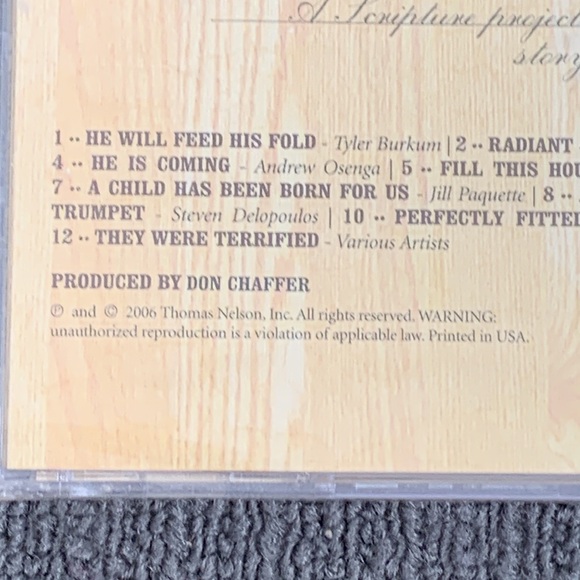 A Scripture project
story
1 •• HE WILL FEED HIS FOLD - Tyler Burkum | 2 •• RADIANT
4 •• HE IS COMING - Andrew Osenga | 5 •• FILL THIS HOU
7 •• A CHILD HAS BEEN BORN FOR US - Jill Paquette | 8 ••
TRUMPET - Steven Delopoulos | 10 •• PERFECTLY FITTED
12 •• THEY WERE TERRIFIED - Various Artists
PRODUCED BY DON CHAFFER
℗ and © 2006 Thomas Nelson, Inc. All rights reserved. WARNING:
unauthorized reproduction is a violation of applicable law. Printed in USA.